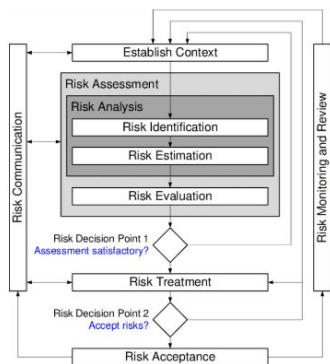 Establish Context
Risk Assessment
Risk Analysis
Risk Identification
Risk Estimation
Risk Evaluation
Risk Decision Point 1
Assessment satisfactory?
Risk Treatment
Risk Decision Point 2
Accept risks?
Risk Acceptance
Risk Communication
Risk Monitoring and Review